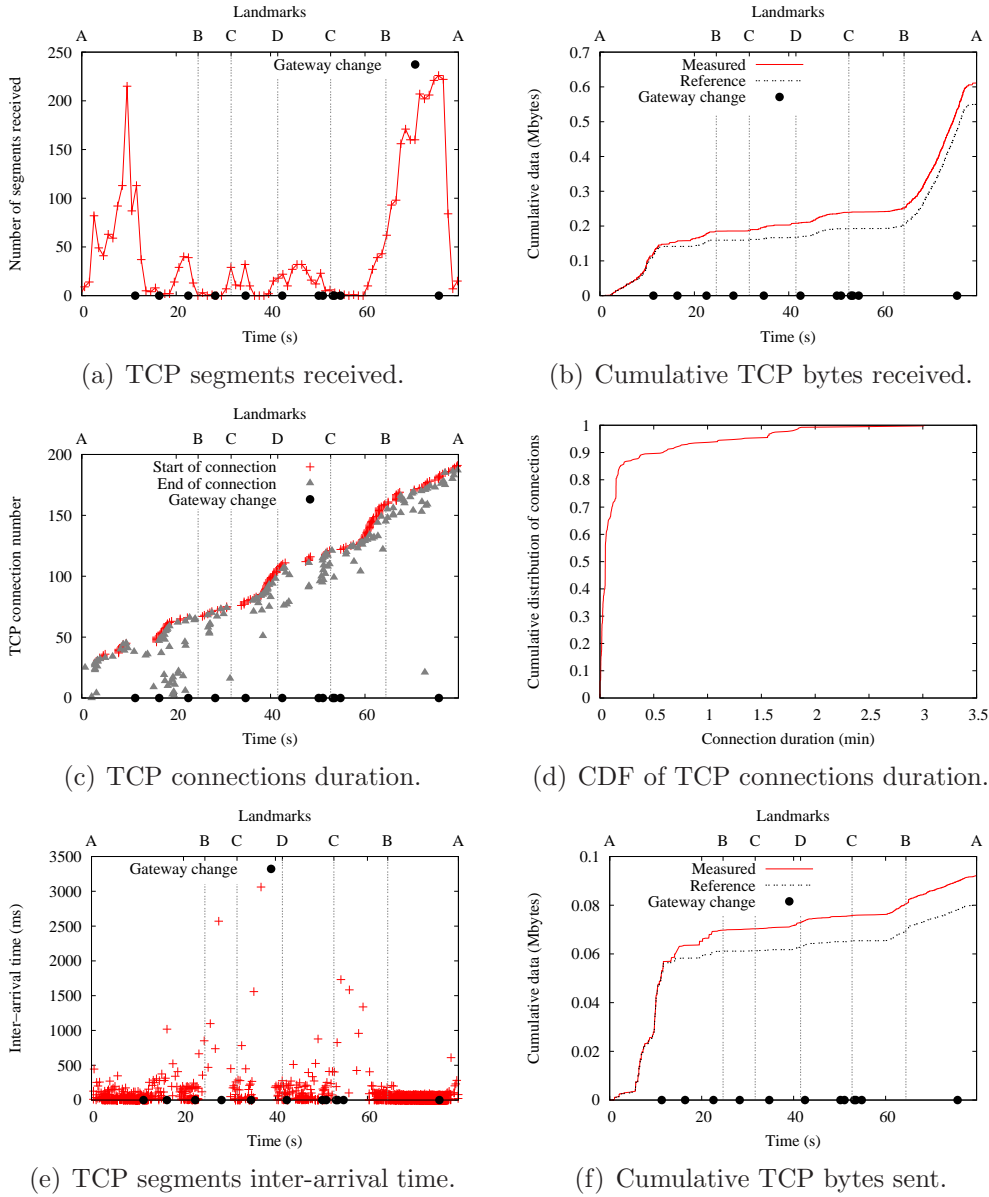 Landmarks
A B C D C B A
250
200
150
100
50
0
Number of segments received
Gateway change
0 20 40 60
Time (s)
(a) TCP segments received.
Landmarks
A B C D C B A
0.7
0.6
0.5
0.4
0.3
0.2
0.1
0
Cumulative data (Mbytes)
Measured
Reference
Gateway change
0 20 40 60
Time (s)
(b) Cumulative TCP bytes received.
Landmarks
A B C D C B A
200
150
100
50
0
TCP connection number
Start of connection
End of connection
Gateway change
0 20 40 60
Time (s)
(c) TCP connections duration.
1
0.9
0.8
0.7
0.6
0.5
0.4
0.3
0.2
0.1
0
Cumulative distribution of connections
0 0.5 1 1.5 2 2.5 3 3.5
Connection duration (min)
(d) CDF of TCP connections duration.
Landmarks
A B C D C B A
3500
3000
2500
2000
1500
1000
500
0
Inter−arrival time (ms)
Gateway change
0 20 40 60
Time (s)
(e) TCP segments inter-arrival time.
Landmarks
A B C D C B A
0.1
0.08
0.06
0.04
0.02
0
Cumulative data (Mbytes)
Measured
Reference
Gateway change
0 20 40 60
Time (s)
(f) Cumulative TCP bytes sent.